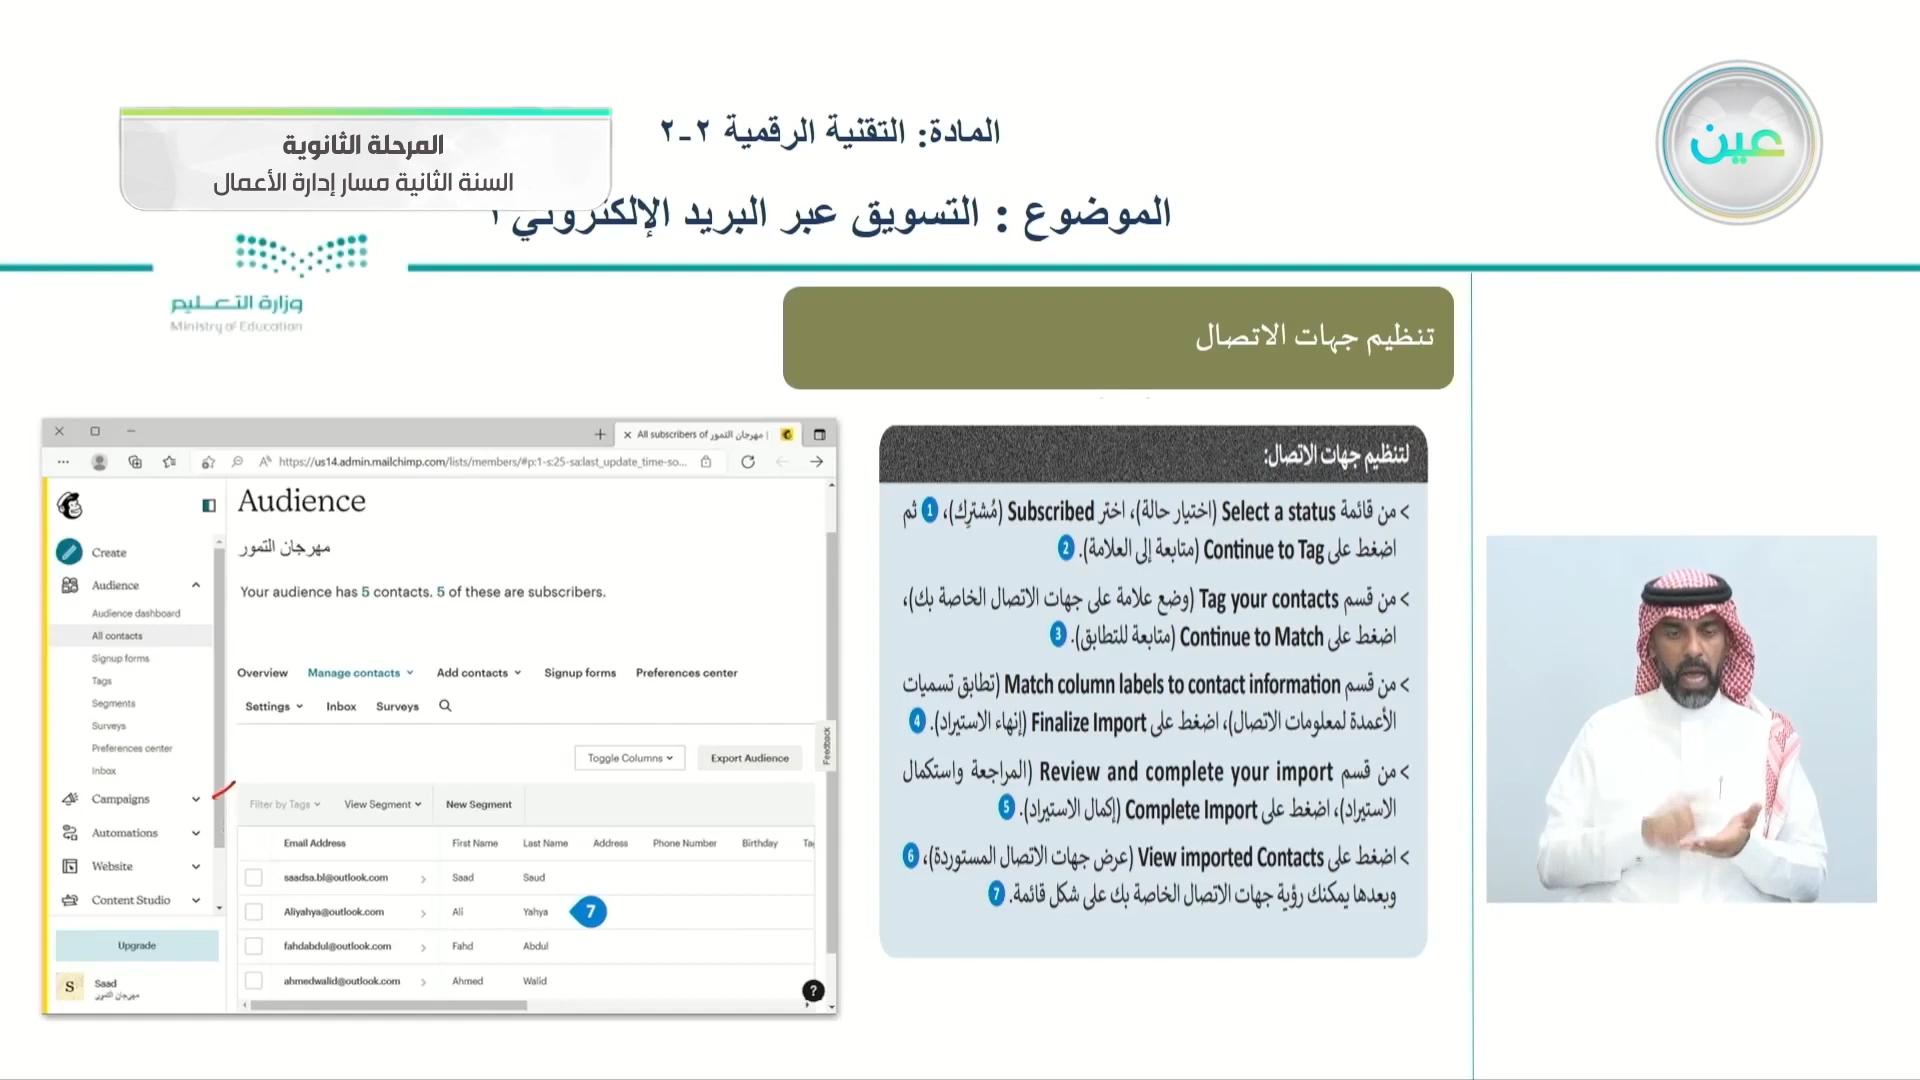 المرحلة الثانوية
السنة الثانية مسار إدارة الأعمال
المادة: التقنية الرقمية ٢-٢
الموضوع : التسويق عبر البريد الإلكتروني ١
عين
وزارة التعليم
Ministry of Education
تنظيم جهات الاتصال
لتنظيم جهات الاتصال:
> من قائمة Select a status (اختيار حالة)، اختر Subscribed (مُشترِك)، 1 ثم
اضغط على Continue to Tag (متابعة إلى العلامة). 2
> من قسم Tag your contacts (وضع علامة على جهات الاتصال الخاصة بك)،
اضغط على Continue to Match (متابعة للتطابق). 3
> من قسم Match column labels to contact information (تطابق تسميات
الأعمدة لمعلومات الاتصال)، اضغط على Finalize Import (إنهاء الاستيراد). 4
> من قسم Review and complete your import (المراجعة واستكمال
الاستيراد)، اضغط على Complete Import (إكمال الاستيراد). 5
> اضغط على View imported Contacts (عرض جهات الاتصال المستوردة)، 6
وبعدها يمكنك رؤية جهات الاتصال الخاصة بك على شكل قائمة. 7
All subscribers of مهرجان التمور |
https://us14.admin.mailchimp.com/lists/members/#p:1-s:25-sa:last_update_time-so...
Create
Audience
Audience dashboard
All contacts
Signup forms
Tags
Segments
Surveys
Preferences center
Inbox
Campaigns
Automations
Website
Content Studio
Upgrade
S Saad
مهرجان التمور
Audience
مهرجان التمور
Your audience has 5 contacts. 5 of these are subscribers.
Overview Manage contacts Add contacts Signup forms Preferences center
Settings Inbox Surveys
Toggle Columns Export Audience
Feedback
Filter by Tags View Segment New Segment
Email Address First Name Last Name Address Phone Number Birthday Ta
saadsa.bl@outlook.com Saad Saud
Aliyahya@outlook.com Ali Yahya 7
fahdabdul@outlook.com Fahd Abdul
ahmedwalid@outlook.com Ahmed Walid
?